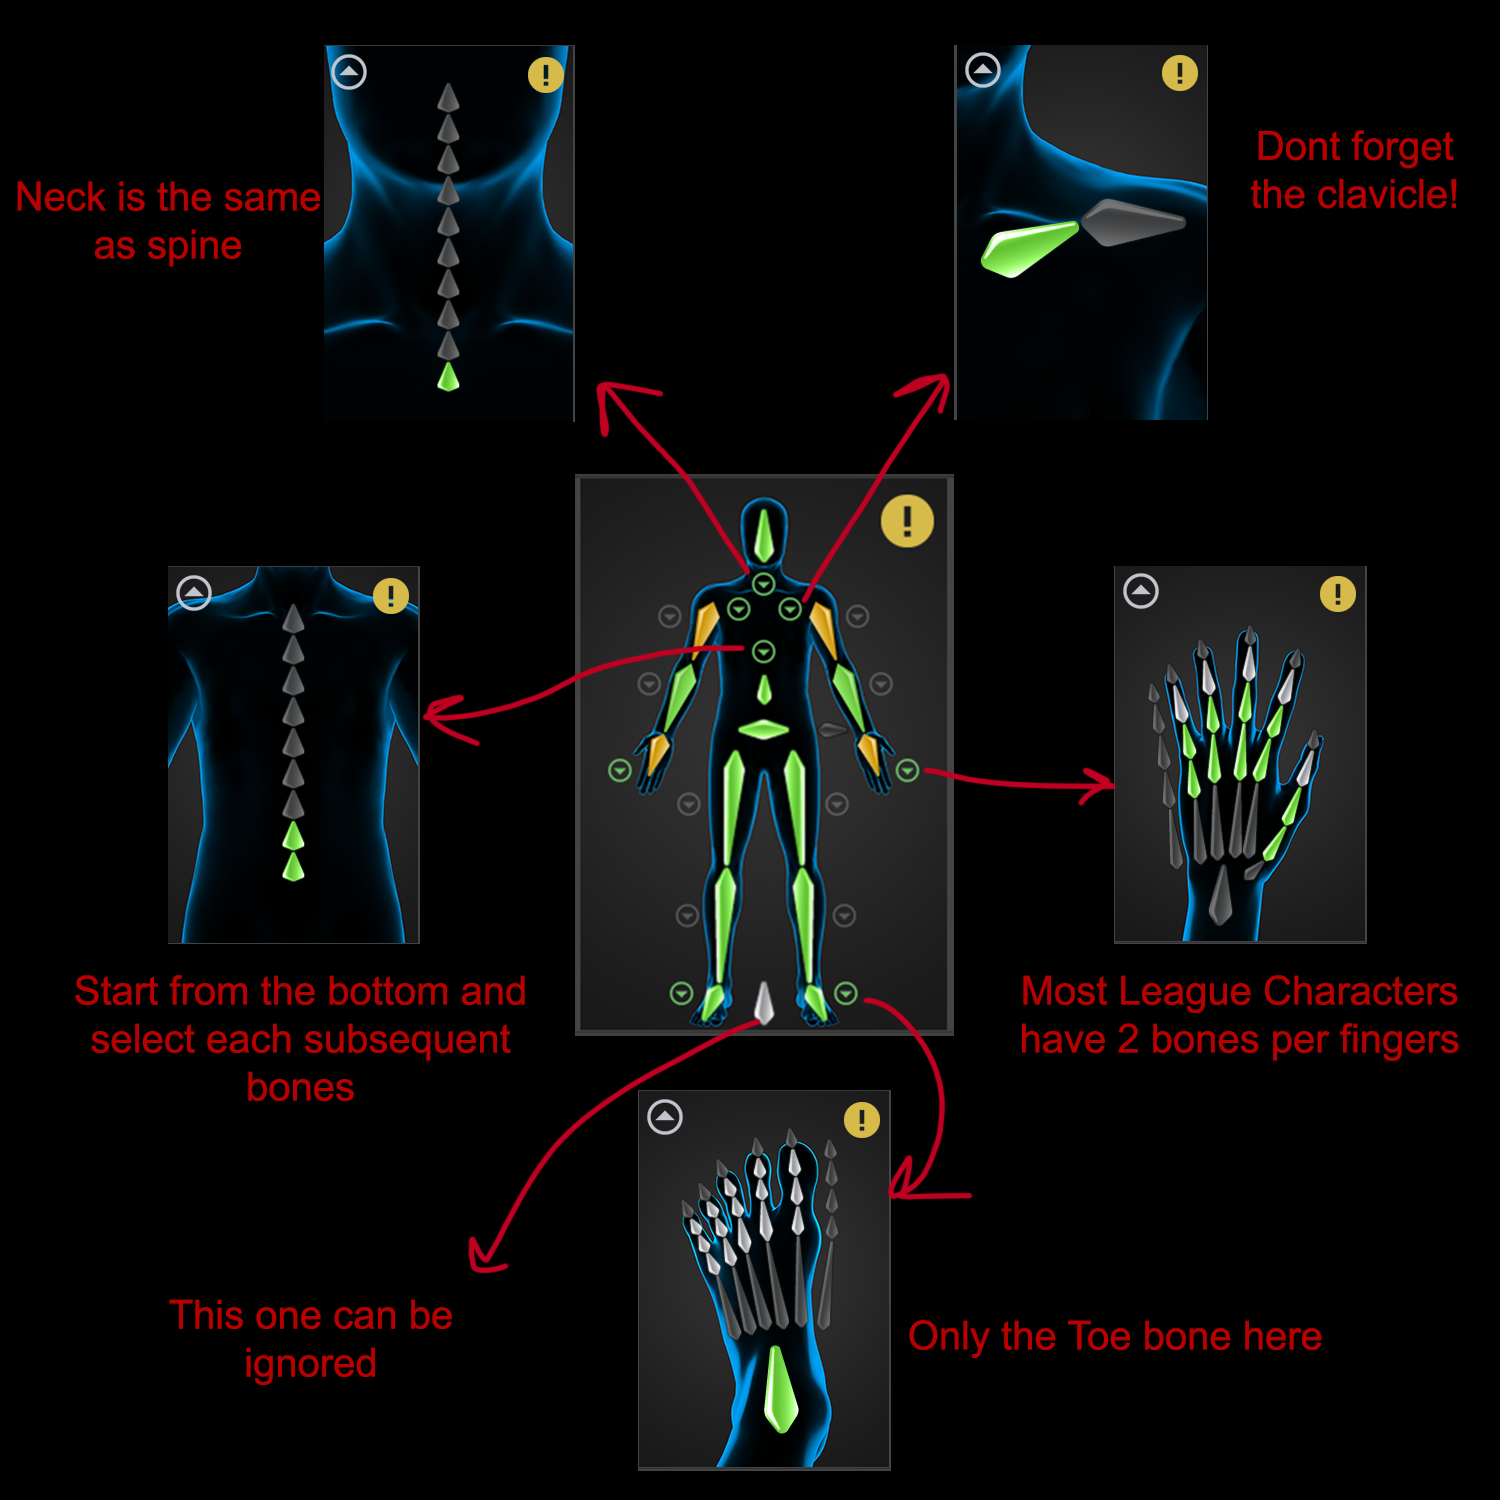 Neck is the same
as spine
Dont forget
the clavicle!
Start from the bottom and
select each subsequent
bones
Most League Characters
have 2 bones per fingers
This one can be
ignored
Only the Toe bone here